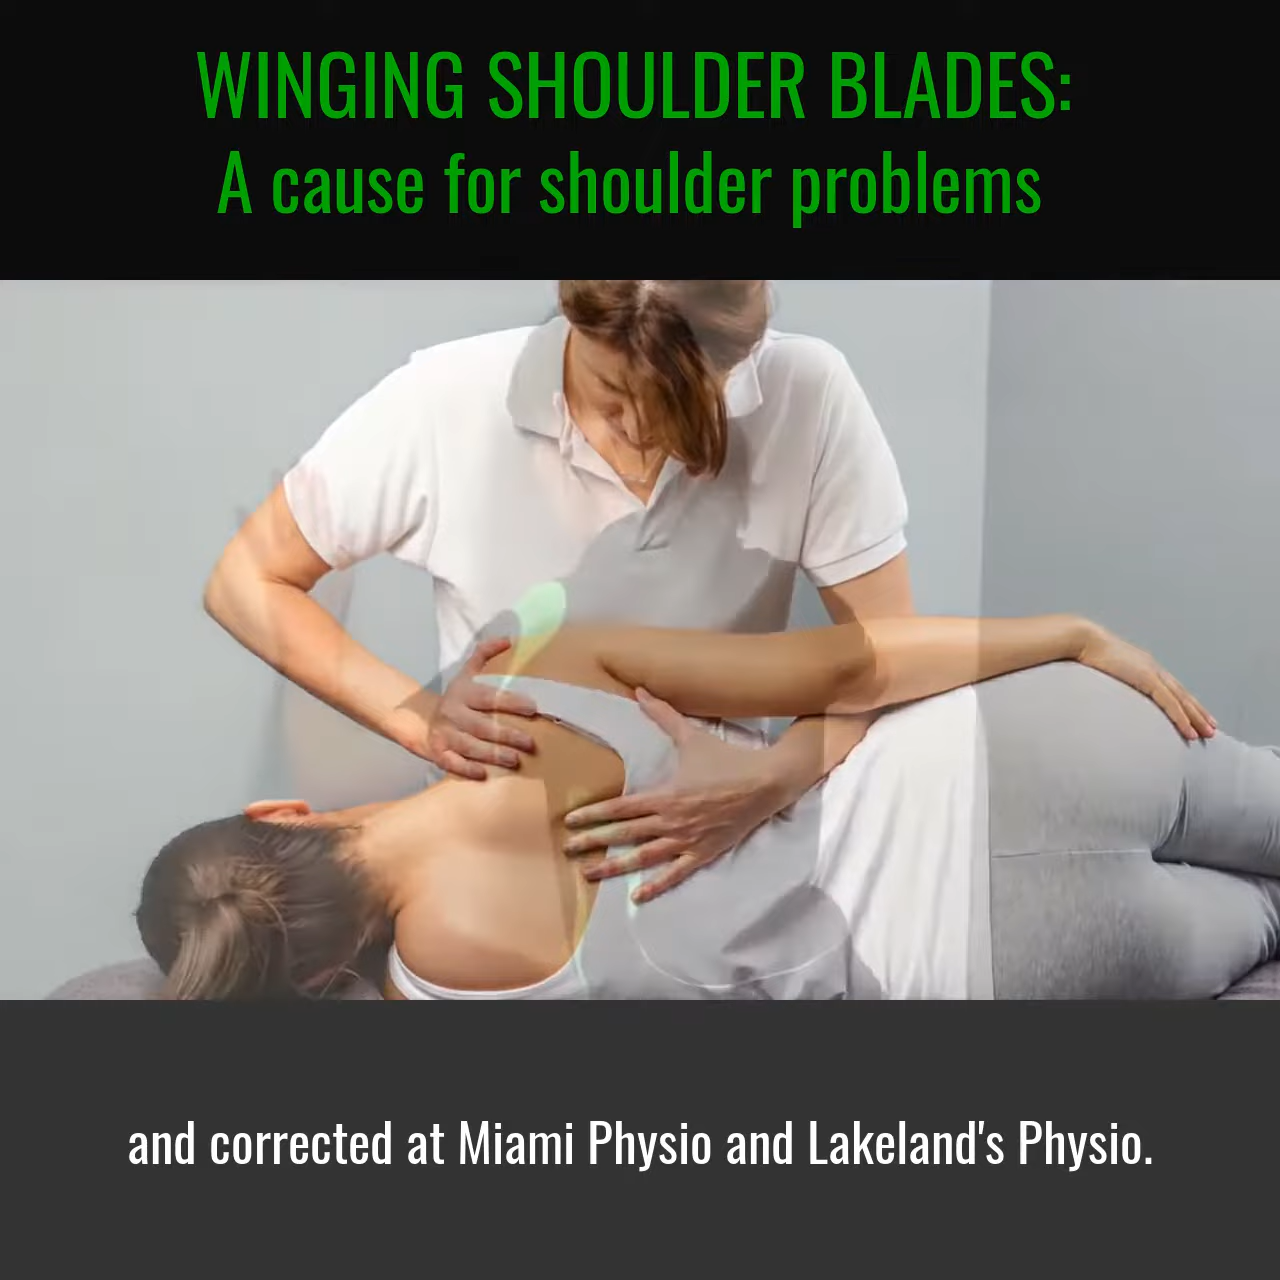 WINGING SHOULDER BLADES:
A cause for shoulder problems
and corrected at Miami Physio and Lakeland's Physio.